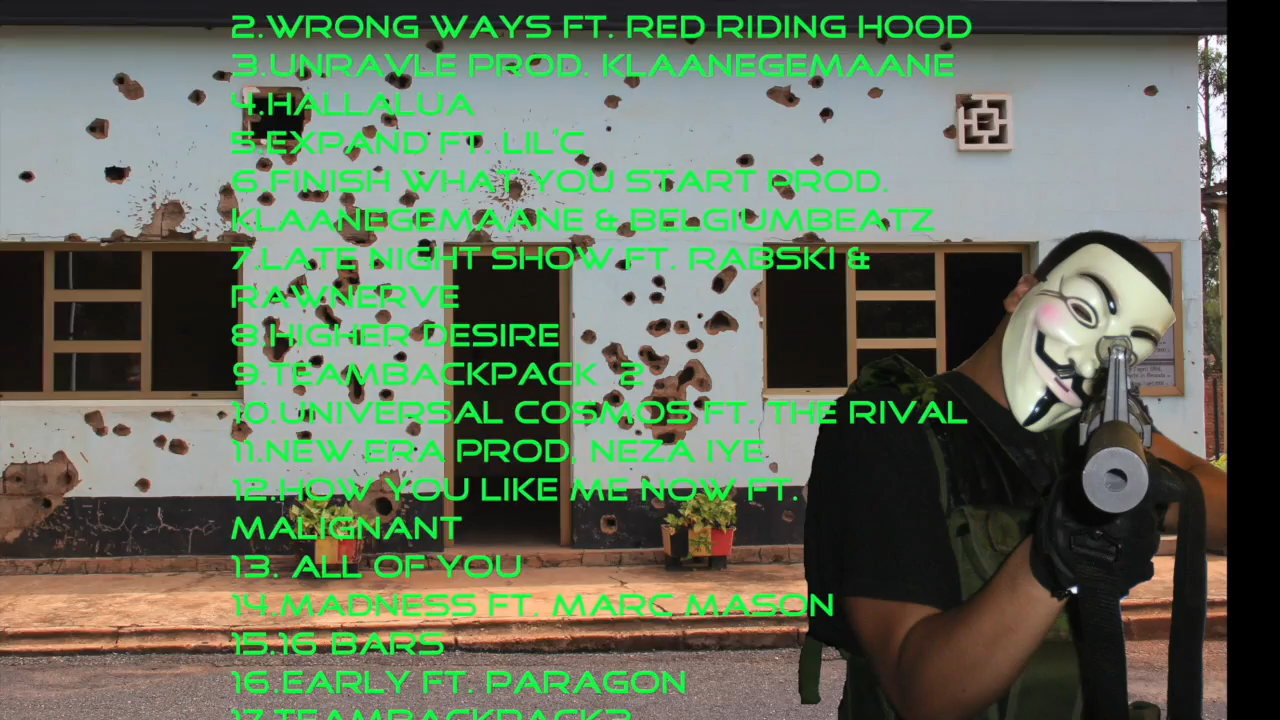 2.WRONG WAYS FT. RED RIDING HOOD
3.UNRAVLE PROD. KLAANEGEMAANE
4.HALLALUA
5.EXPAND FT. LIL'C
6.FINISH WHAT YOU START PROD.
KLAANEGEMAANE & BELGIUMBEATZ
7.LATE NIGHT SHOW FT. RABSKI &
RAWNERVE
8.HIGHER DESIRE
9.TEAMBACKPACK 2
10.UNIVERSAL COSMOS FT. THE RIVAL
11.NEW ERA PROD. NEZA IYE
12.HOW YOU LIKE ME NOW FT.
MALIGNANT
13. ALL OF YOU
14.MADNESS FT. MARC MASON
15.16 BARS
16.EARLY FT. PARAGON
17.TEAMBACKPACK3